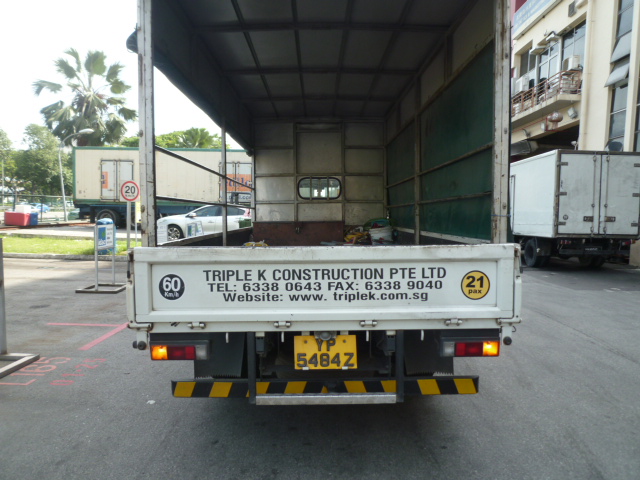 20
60
Km/h
TRIPLE K CONSTRUCTION PTE LTD
TEL: 6338 0643 FAX: 6338 9040
Website: www. triplek.com.sg
21
pax
YP
5484Z